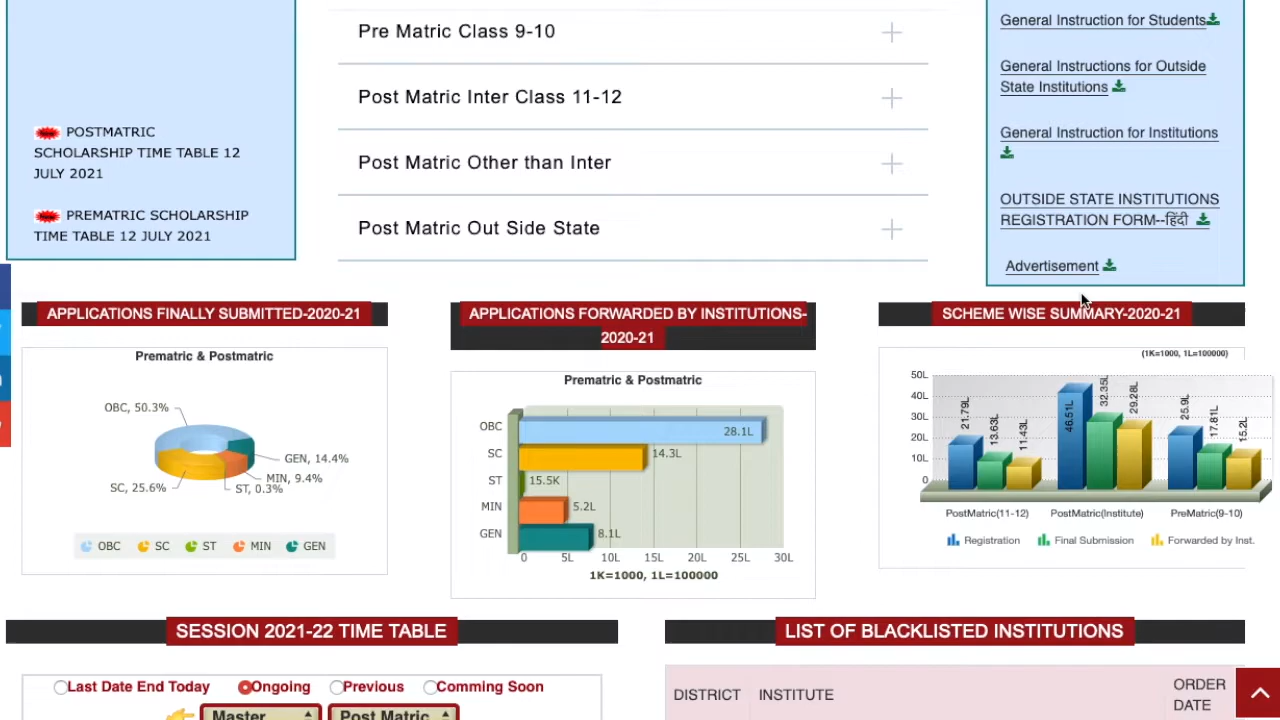 POSTMATRIC
SCHOLARSHIP TIME TABLE 12
JULY 2021
PREMATRIC SCHOLARSHIP
TIME TABLE 12 JULY 2021
Pre Matric Class 9-10
Post Matric Inter Class 11-12
Post Matric Other than Inter
Post Matric Out Side State
General Instruction for Students
General Instructions for Outside
State Institutions
General Instruction for Institutions
OUTSIDE STATE INSTITUTIONS
REGISTRATION FORM--हिंदी
Advertisement
APPLICATIONS FINALLY SUBMITTED-2020-21
Prematric & Postmatric
OBC, 50.3%
GEN, 14.4%
MIN, 9.4%
SC, 25.6%
ST, 0.3%
OBC SC ST MIN GEN
APPLICATIONS FORWARDED BY INSTITUTIONS-
2020-21
Prematric & Postmatric
OBC 28.1L
SC 14.3L
ST 15.5K
MIN 5.2L
GEN 8.1L
0 5L 10L 15L 20L 25L 30L
1K=1000, 1L=100000
SCHEME WISE SUMMARY-2020-21
(1K=1000, 1L=100000)
50L
40L
30L
20L
10L
0
21.79L 13.63L 11.43L 46.51L 32.35L 29.28L 25.9L 17.61L 15.2L
PostMatric(11-12) PostMatric(Institute) PreMatric(9-10)
Registration Final Submission Forwarded by Inst.
SESSION 2021-22 TIME TABLE
Last Date End Today Ongoing Previous Comming Soon
Master Post Matric
LIST OF BLACKLISTED INSTITUTIONS
DISTRICT INSTITUTE ORDER
DATE